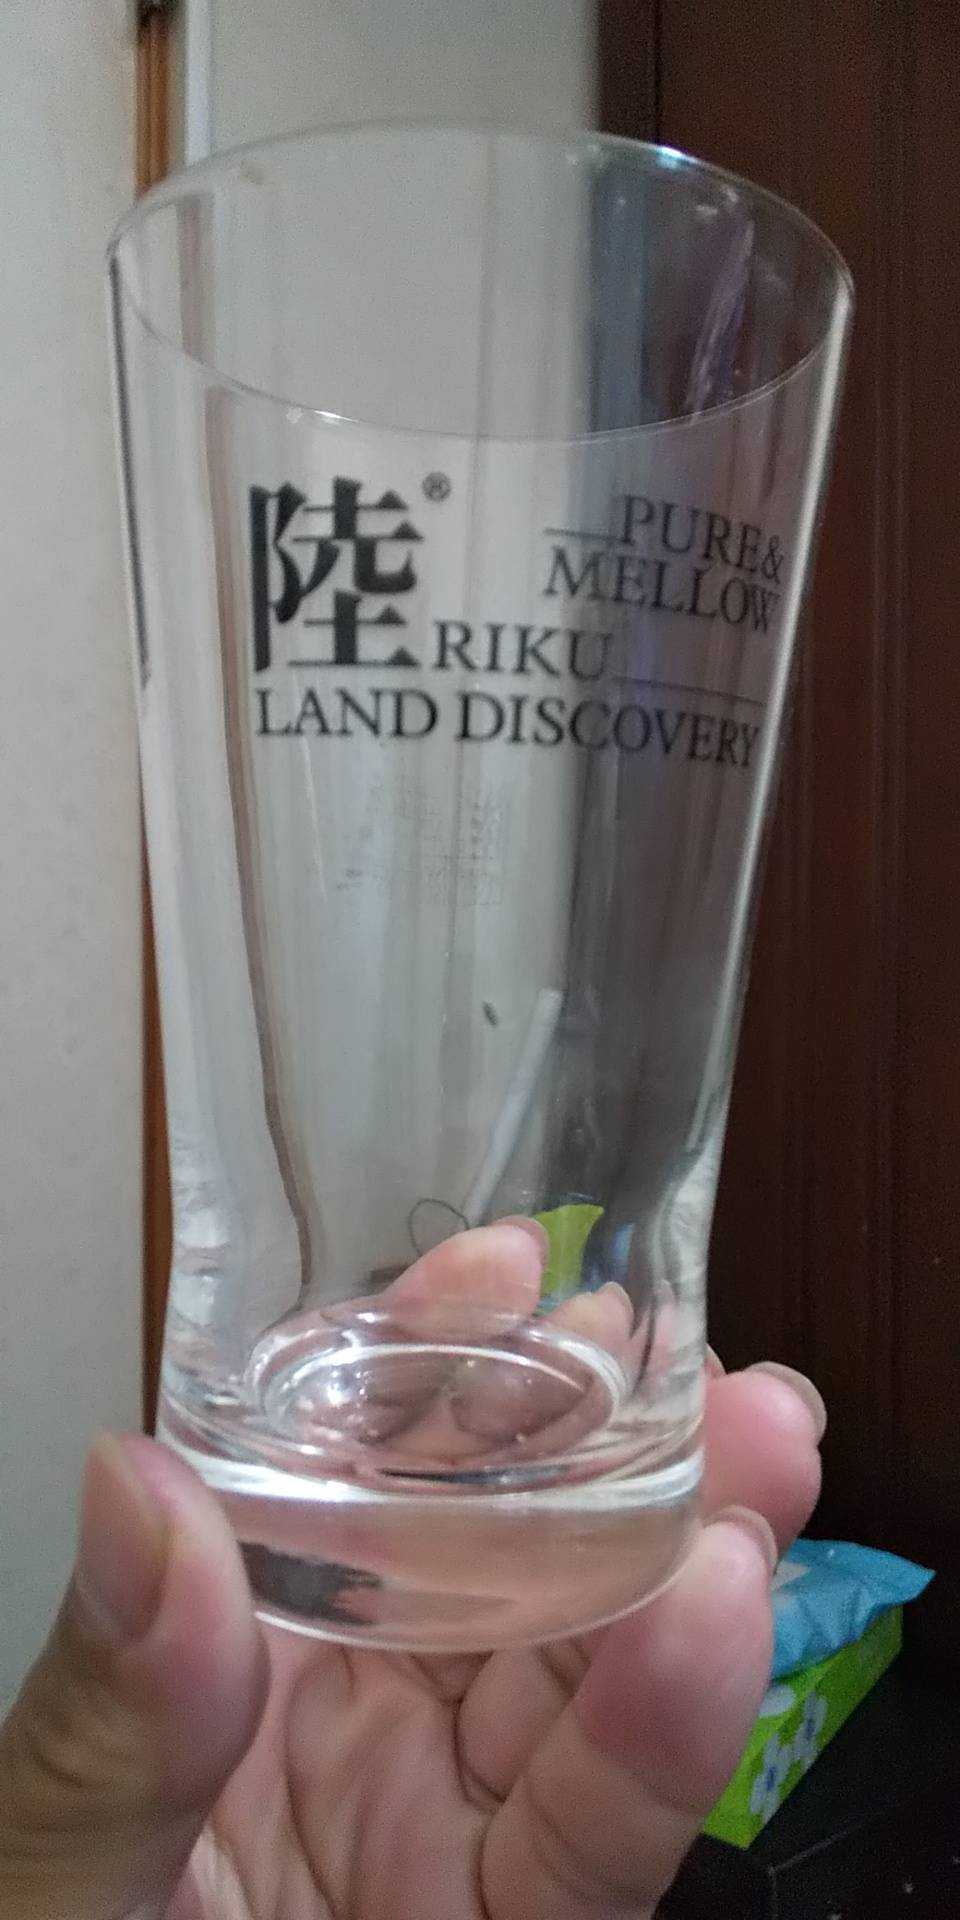 陸®
RIKU
PURE&
MELLOW
LAND DISCOVERY